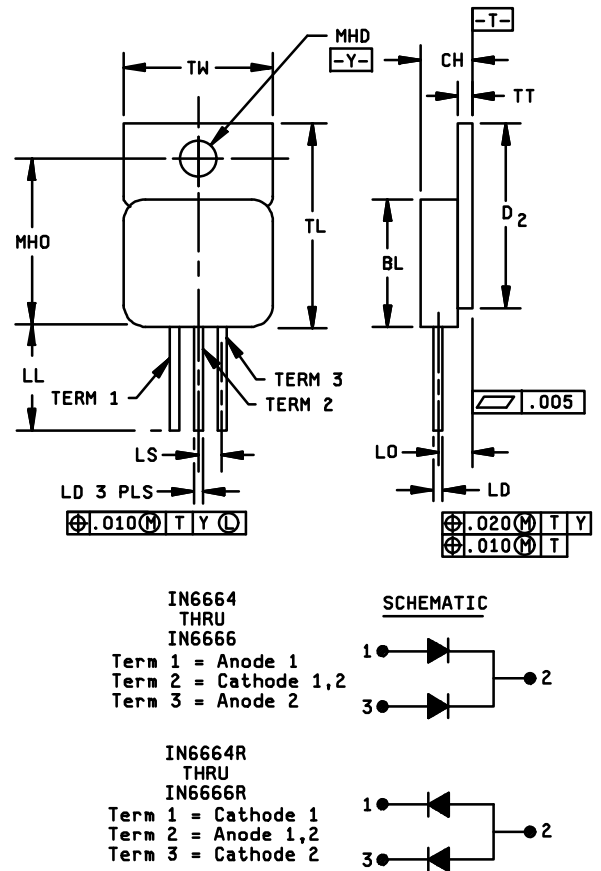 -T-
MHD
-Y-
CH
TW
TT
MHO
TL
BL
D2
LL
TERM 1
TERM 3
TERM 2
.005
LS
LO
LD 3 PLS
LD
⌖ .010 Ⓜ T Y Ⓛ
⌖ .020 Ⓜ T Y
⌖ .010 Ⓜ T
IN6664
THRU
IN6666
Term 1 = Anode 1
Term 2 = Cathode 1,2
Term 3 = Anode 2
SCHEMATIC
1
2
3
IN6664R
THRU
IN6666R
Term 1 = Cathode 1
Term 2 = Anode 1,2
Term 3 = Cathode 2
1
2
3